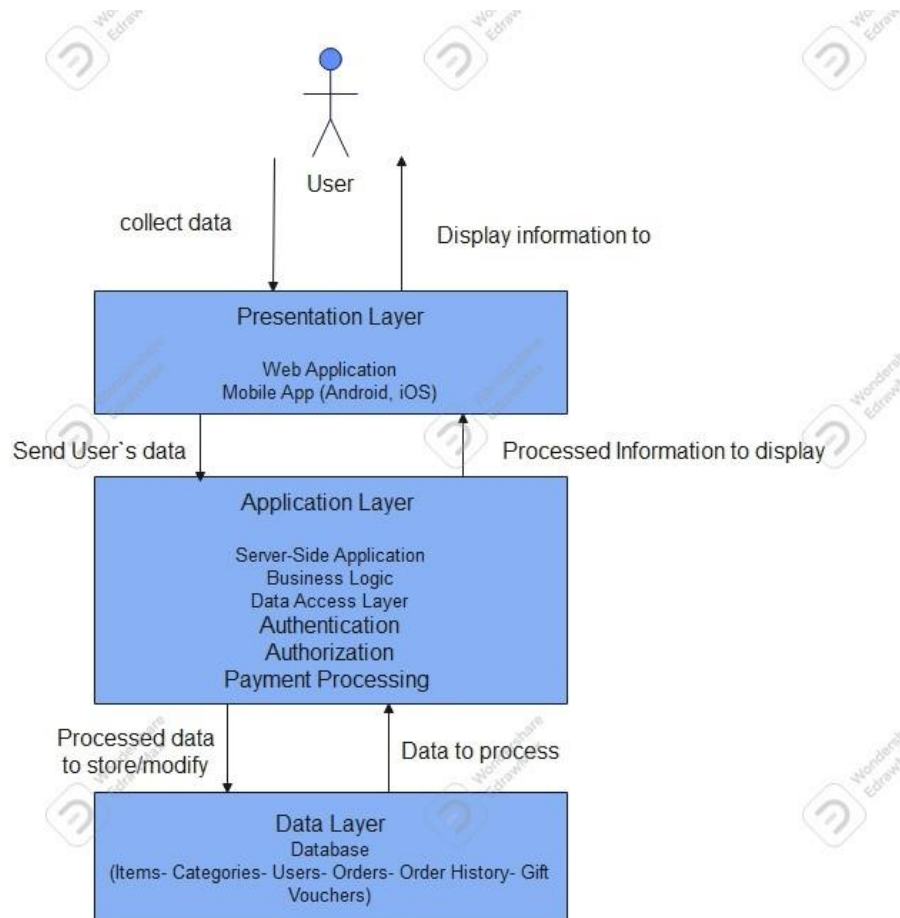 User
collect data
Display information to
Presentation Layer
Web Application
Mobile App (Android, iOS)
Send User`s data
Processed Information to display
Application Layer
Server-Side Application
Business Logic
Data Access Layer
Authentication
Authorization
Payment Processing
Processed data
to store/modify
Data to process
Data Layer
Database
(Items- Categories- Users- Orders- Order History- Gift
Vouchers)
Wondershare
EdrawMax